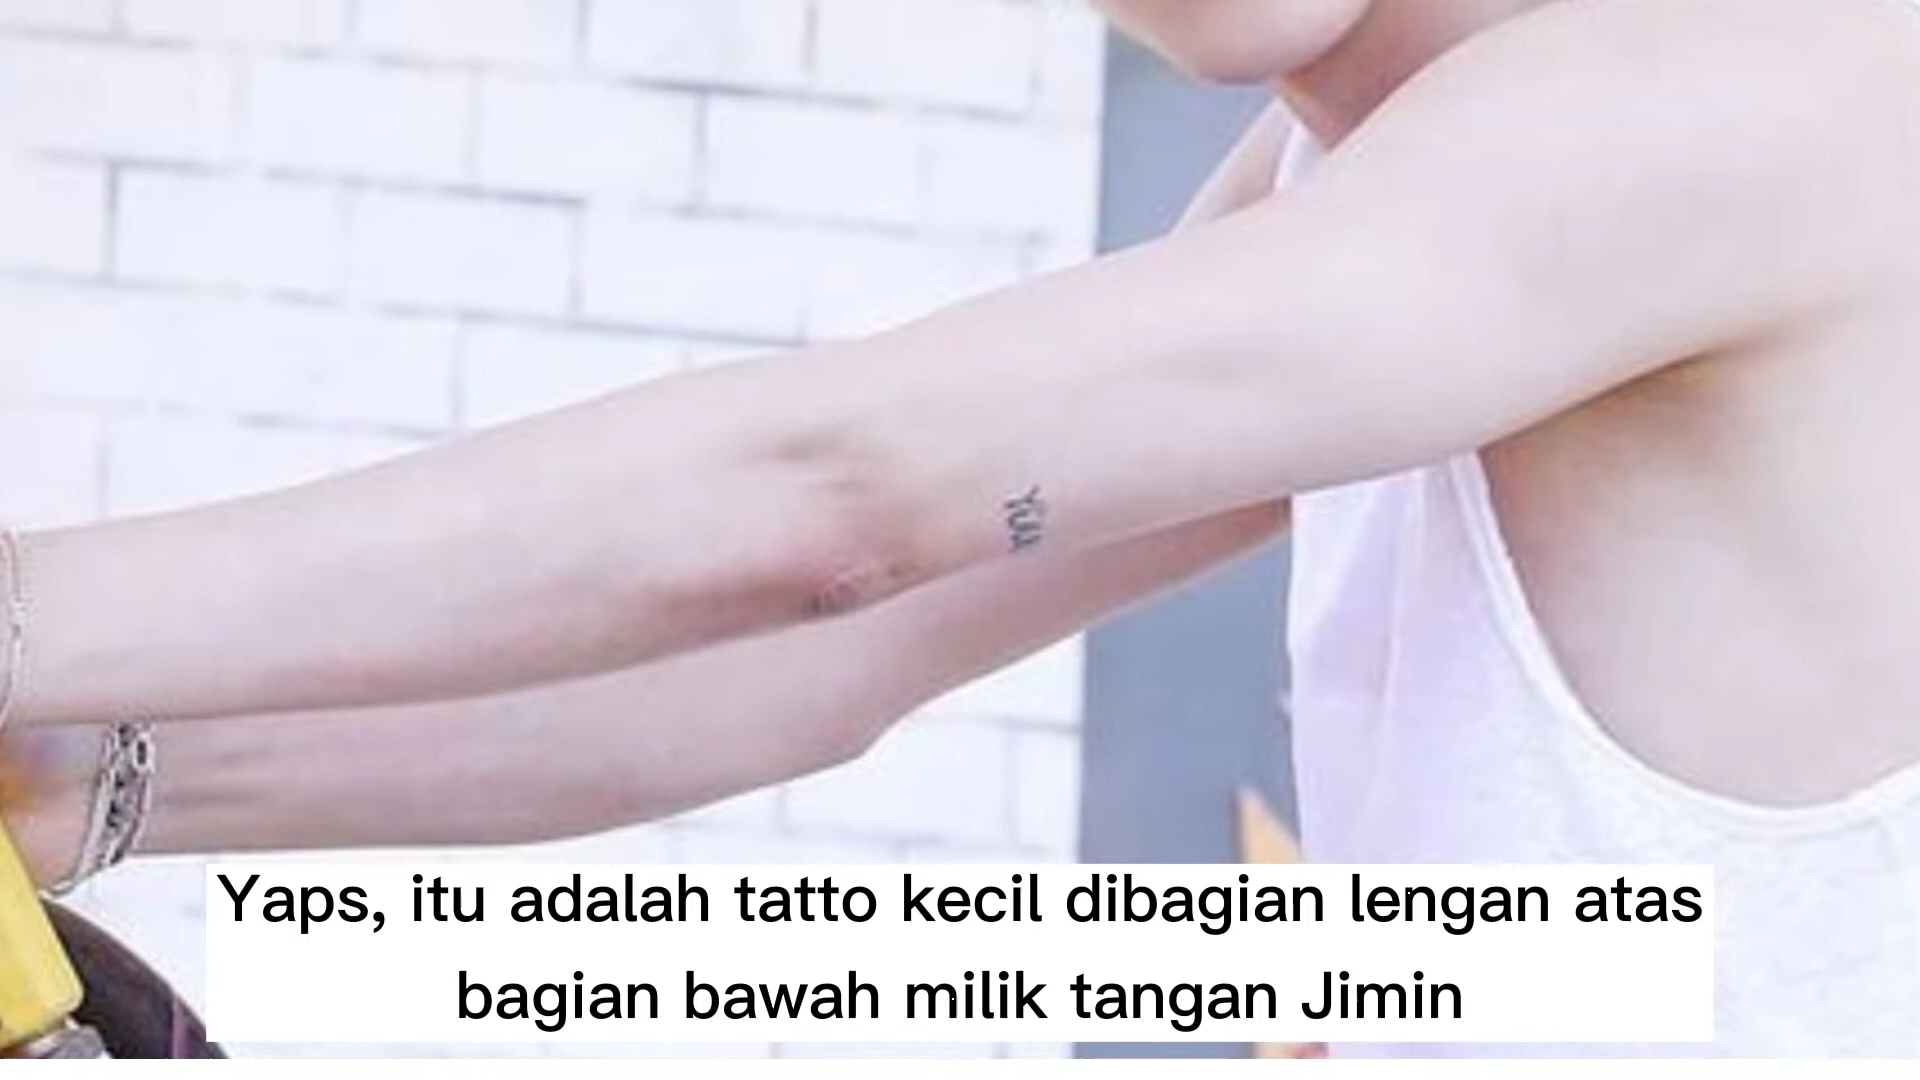 Yaps, itu adalah tatto kecil dibagian lengan atas
bagian bawah milik tangan Jimin